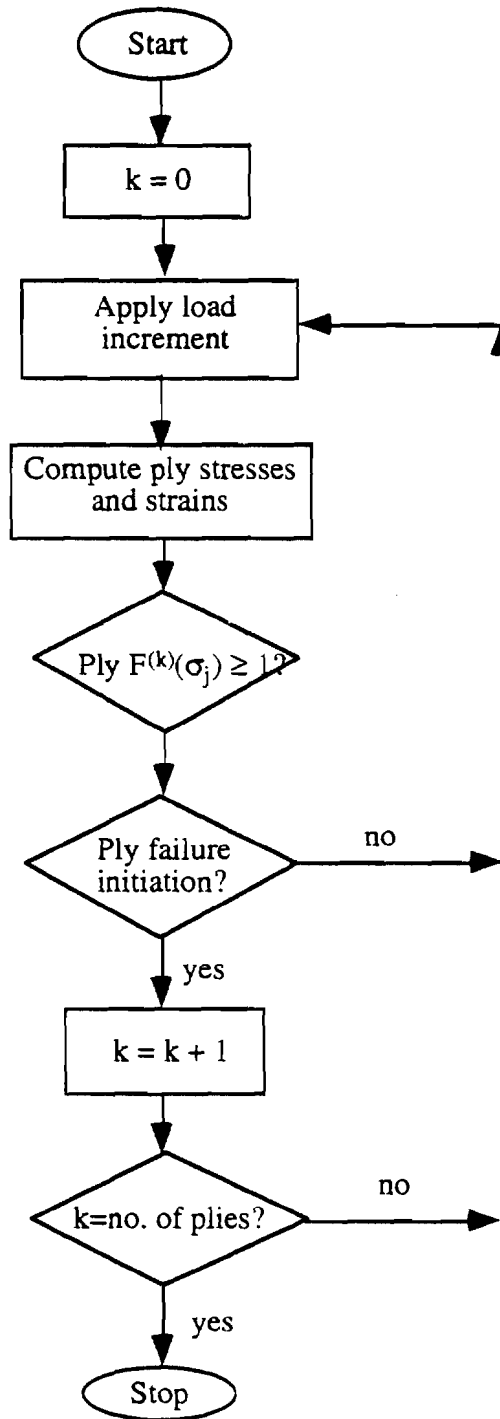 Start
k = 0
Apply load
increment
Compute ply stresses
and strains
Ply F⁽ᵏ⁾(σⱼ) ≥ 1?
Ply failure
initiation?
no
yes
k = k + 1
k=no. of plies?
no
yes
Stop